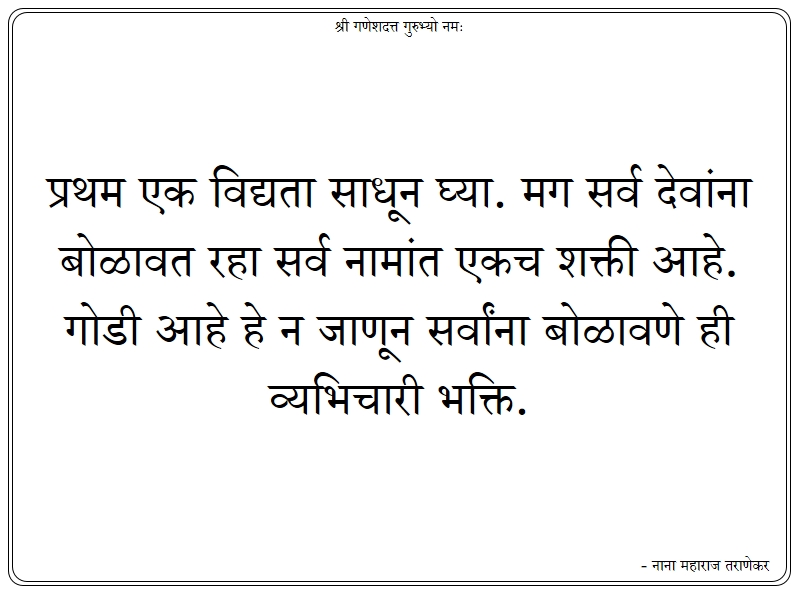 श्री गणेशदत्त गुरुभ्यो नमः
प्रथम एक विद्यता साधून घ्या. मग सर्व देवांना
बोळावत रहा सर्व नामांत एकच शक्ती आहे.
गोडी आहे हे न जाणून सर्वांना बोळावणे ही
व्यभिचारी भक्ति.
- नाना महाराज तराणेकर